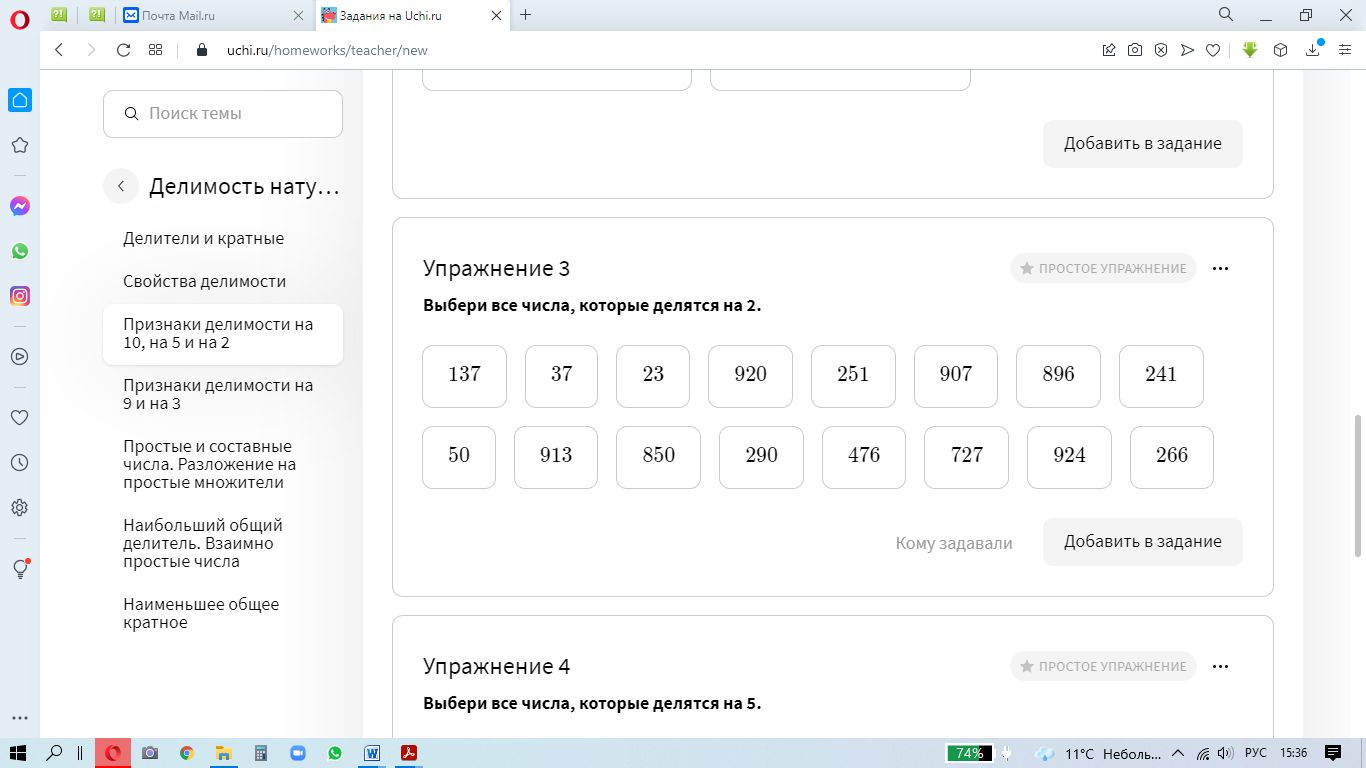 Почта Mail.ru
Задания на Uchi.ru
uchi.ru/homeworks/teacher/new
Поиск темы
Делимость нату...
Делители и кратные
Свойства делимости
Признаки делимости на
10, на 5 и на 2
Признаки делимости на
9 и на 3
Простые и составные
числа. Разложение на
простые множители
Наибольший общий
делитель. Взаимно
простые числа
Наименьшее общее
кратное
Добавить в задание
Упражнение 3
ПРОСТОЕ УПРАЖНЕНИЕ
Выбери все числа, которые делятся на 2.
137 37 23 920 251 907 896 241
50 913 850 290 476 727 924 266
Кому задавали
Добавить в задание
Упражнение 4
ПРОСТОЕ УПРАЖНЕНИЕ
Выбери все числа, которые делятся на 5.
74% 11°C Неболь... РУС 15:36